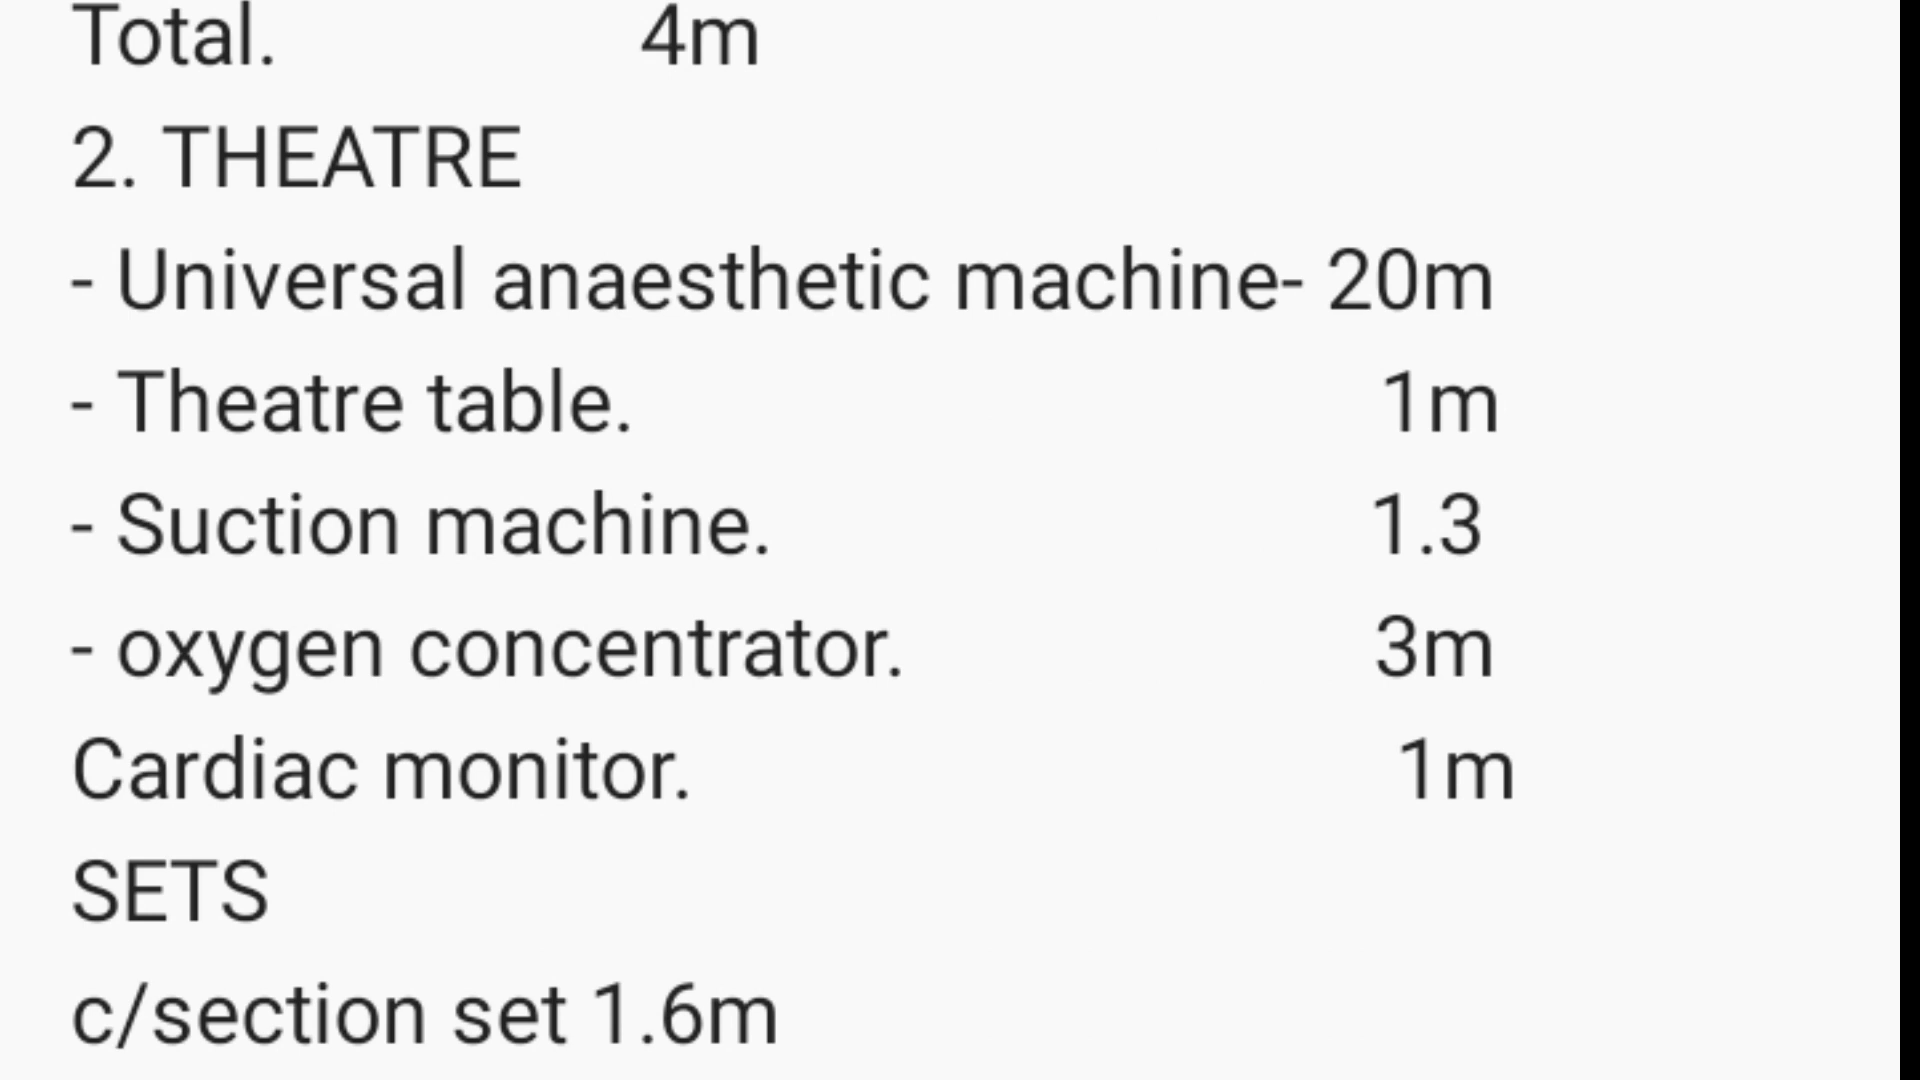 Total. 4m
2. THEATRE
- Universal anaesthetic machine- 20m
- Theatre table. 1m
- Suction machine. 1.3
- oxygen concentrator. 3m
Cardiac monitor. 1m
SETS
c/section set 1.6m